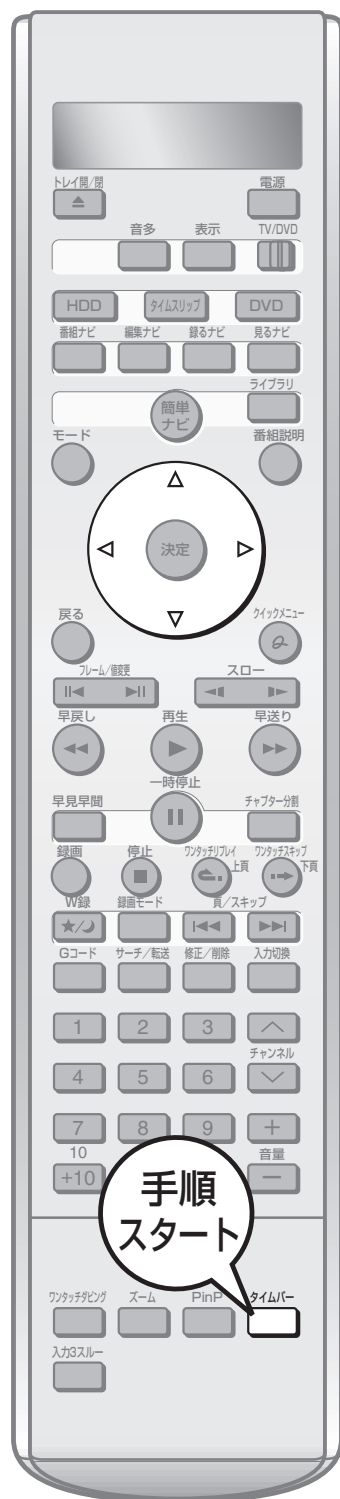 トレイ開/閉 電源
音多 表示 TV/DVD
HDD タイムスリップ DVD
番組ナビ 編集ナビ 録るナビ 見るナビ
ライブラリ
簡単
ナビ
モード 番組説明
決定
戻る クイックメニュー
フレーム/値変更 スロー
早戻し 再生 早送り
一時停止
早見早聞 チャプター分割
録画 停止 ワンタッチリプレイ ワンタッチスキップ
上頁 下頁
W録 録画モード 頁/スキップ
★/
Gコード サーチ/転送 修正/削除 入力切換
1 2 3
チャンネル
4 5 6
7 8 9 +
10 音量
+10 −
手順
スタート
ワンタッチダビング ズーム PinP タイムバー
入力3スルー